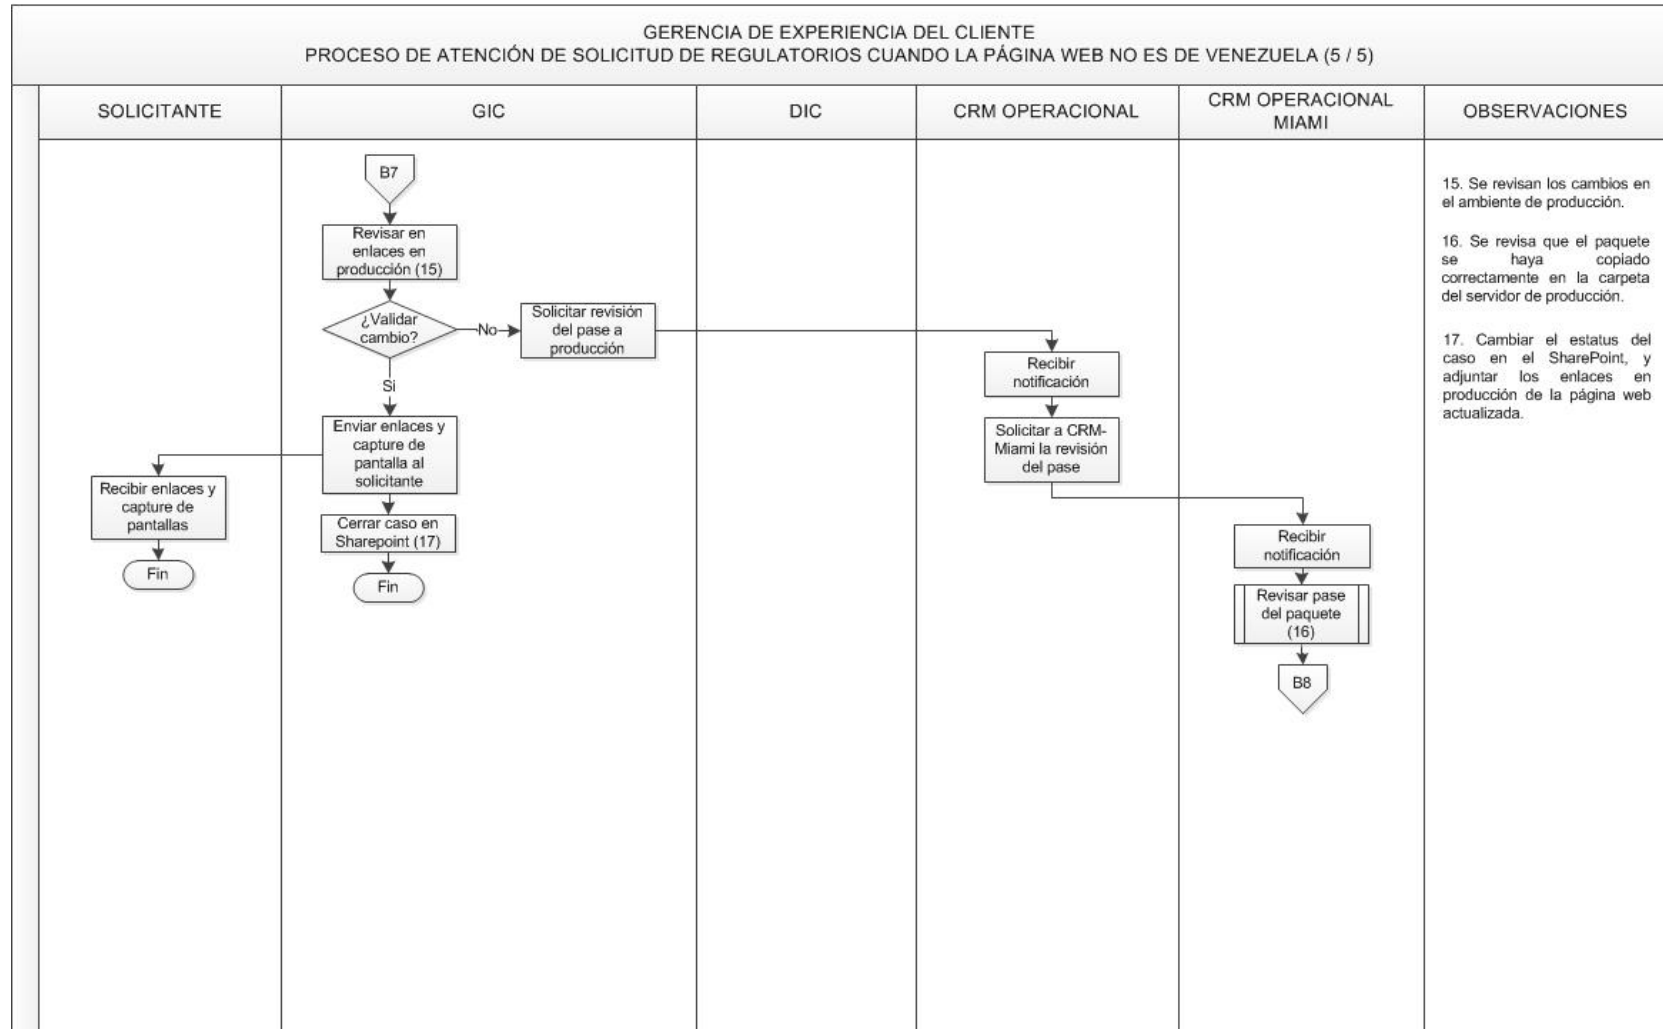 GERENCIA DE EXPERIENCIA DEL CLIENTE
PROCESO DE ATENCIÓN DE SOLICITUD DE REGULATORIOS CUANDO LA PÁGINA WEB NO ES DE VENEZUELA (5 / 5)
SOLICITANTE
GIC
DIC
CRM OPERACIONAL
CRM OPERACIONAL
MIAMI
OBSERVACIONES
B7
Revisar en
enlaces en
producción (15)
¿Validar
cambio?
No
Solicitar revisión
del pase a
producción
Si
Enviar enlaces y
capture de
pantalla al
solicitante
Recibir enlaces y
capture de
pantallas
Fin
Cerrar caso en
Sharepoint (17)
Fin
Recibir
notificación
Solicitar a CRM-
Miami la revisión
del pase
Recibir
notificación
Revisar pase
del paquete
(16)
B8
15. Se revisan los cambios en
el ambiente de producción.
16. Se revisa que el paquete
se haya copiado
correctamente en la carpeta
del servidor de producción.
17. Cambiar el estatus del
caso en el SharePoint, y
adjuntar los enlaces en
producción de la página web
actualizada.